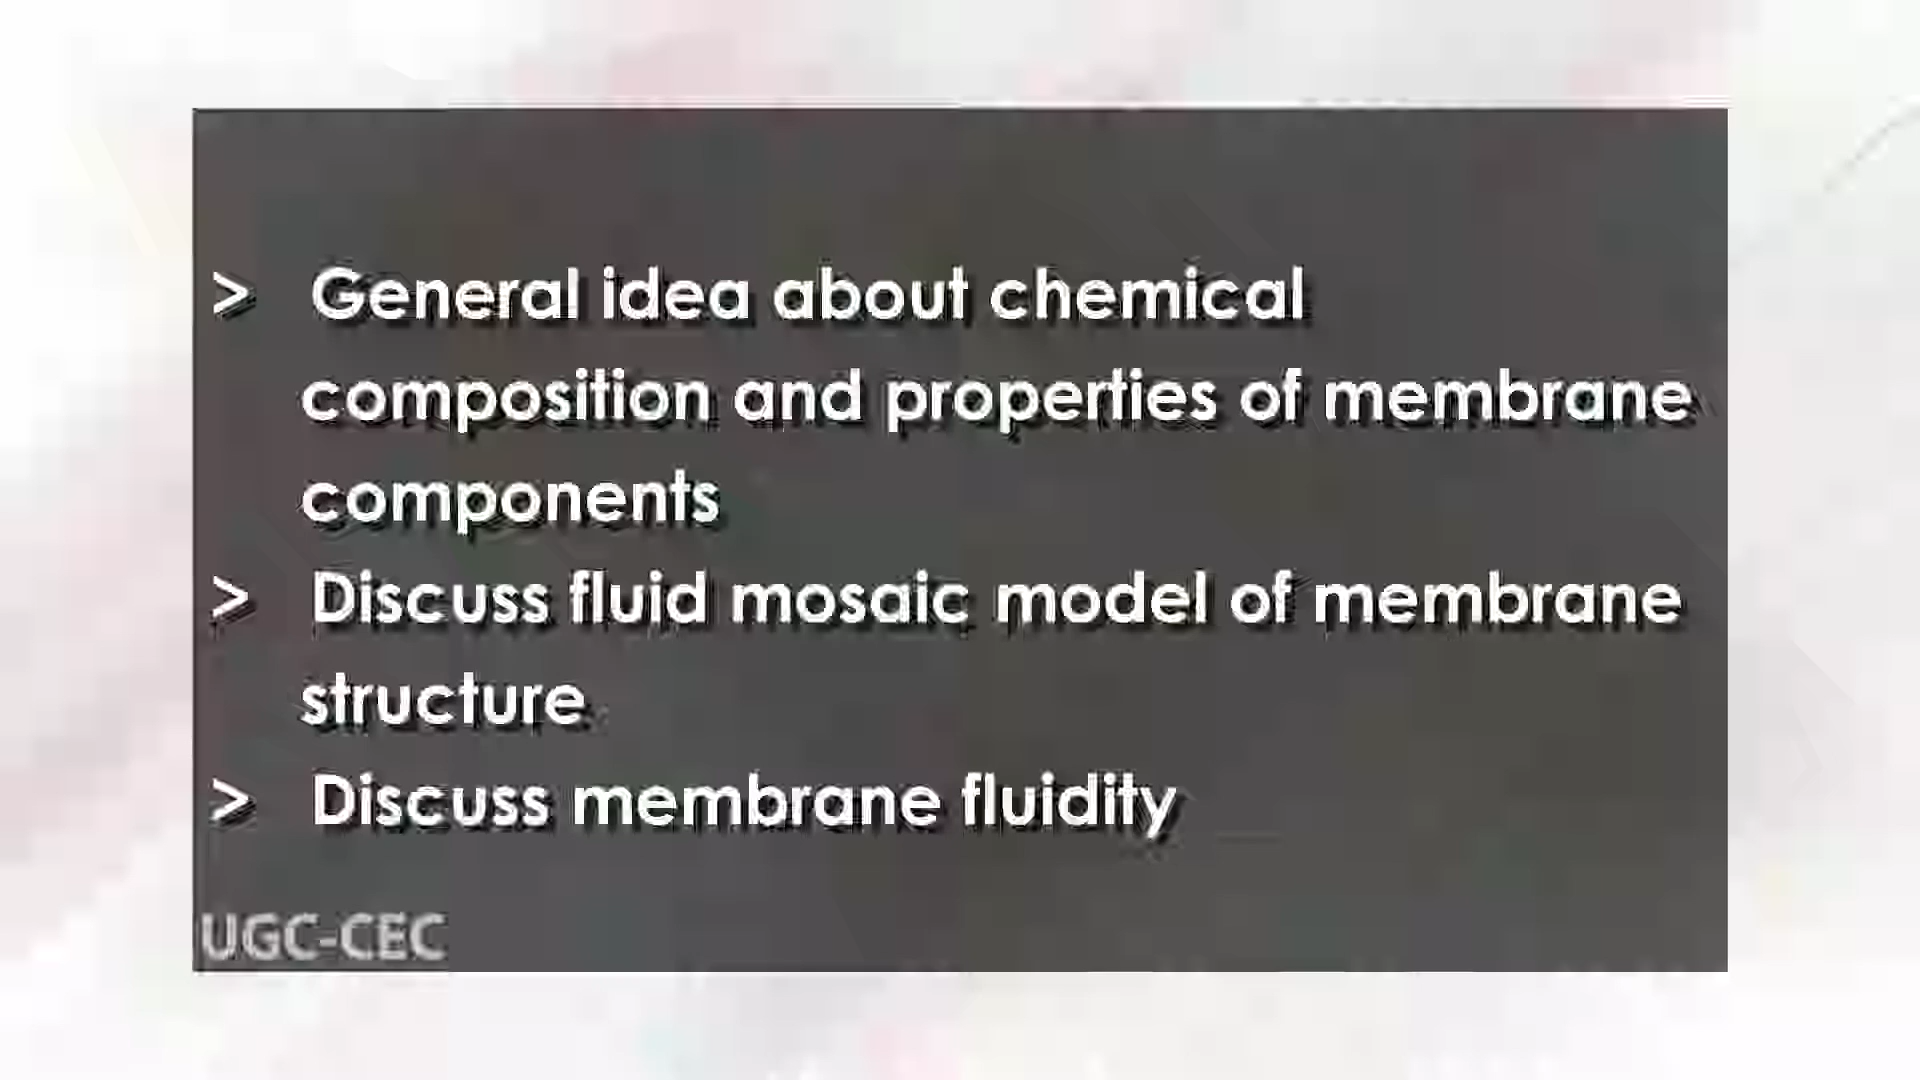 > General idea about chemical
composition and properties of membrane
components
> Discuss fluid mosaic model of membrane
structure
> Discuss membrane fluidity
UGC-CEC